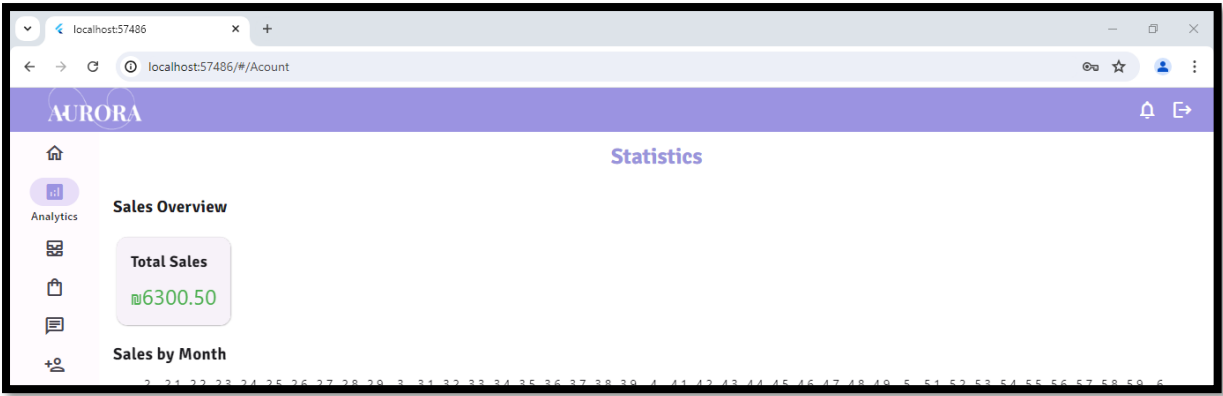 localhost:57486
localhost:57486/#/Acount
AURORA
Statistics
Analytics
Sales Overview
Total Sales
₪6300.50
Sales by Month
2 2.1 2.2 2.3 2.4 2.5 2.6 2.7 2.8 2.9 3 3.1 3.2 3.3 3.4 3.5 3.6 3.7 3.8 3.9 4 4.1 4.2 4.3 4.4 4.5 4.6 4.7 4.8 4.9 5 5.1 5.2 5.3 5.4 5.5 5.6 5.7 5.8 5.9 6